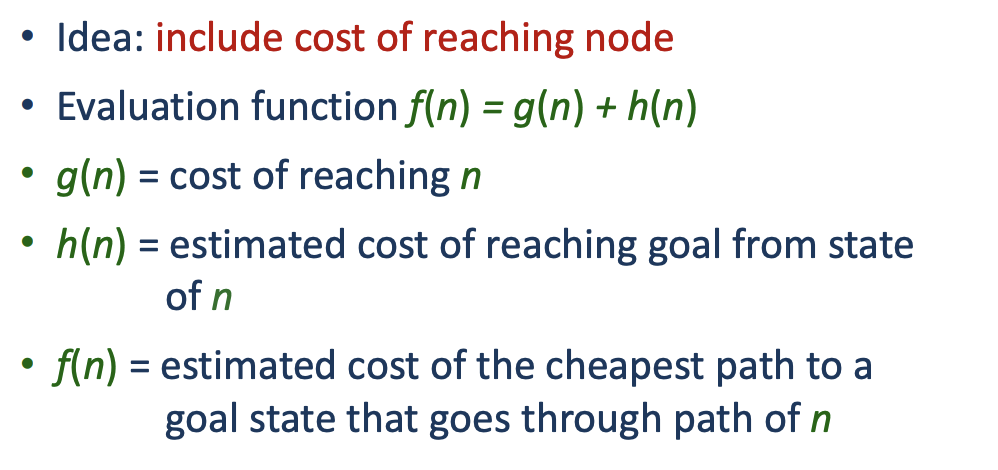 • Idea: include cost of reaching node
• Evaluation function f(n) = g(n) + h(n)
• g(n) = cost of reaching n
• h(n) = estimated cost of reaching goal from state
of n
• f(n) = estimated cost of the cheapest path to a
goal state that goes through path of n